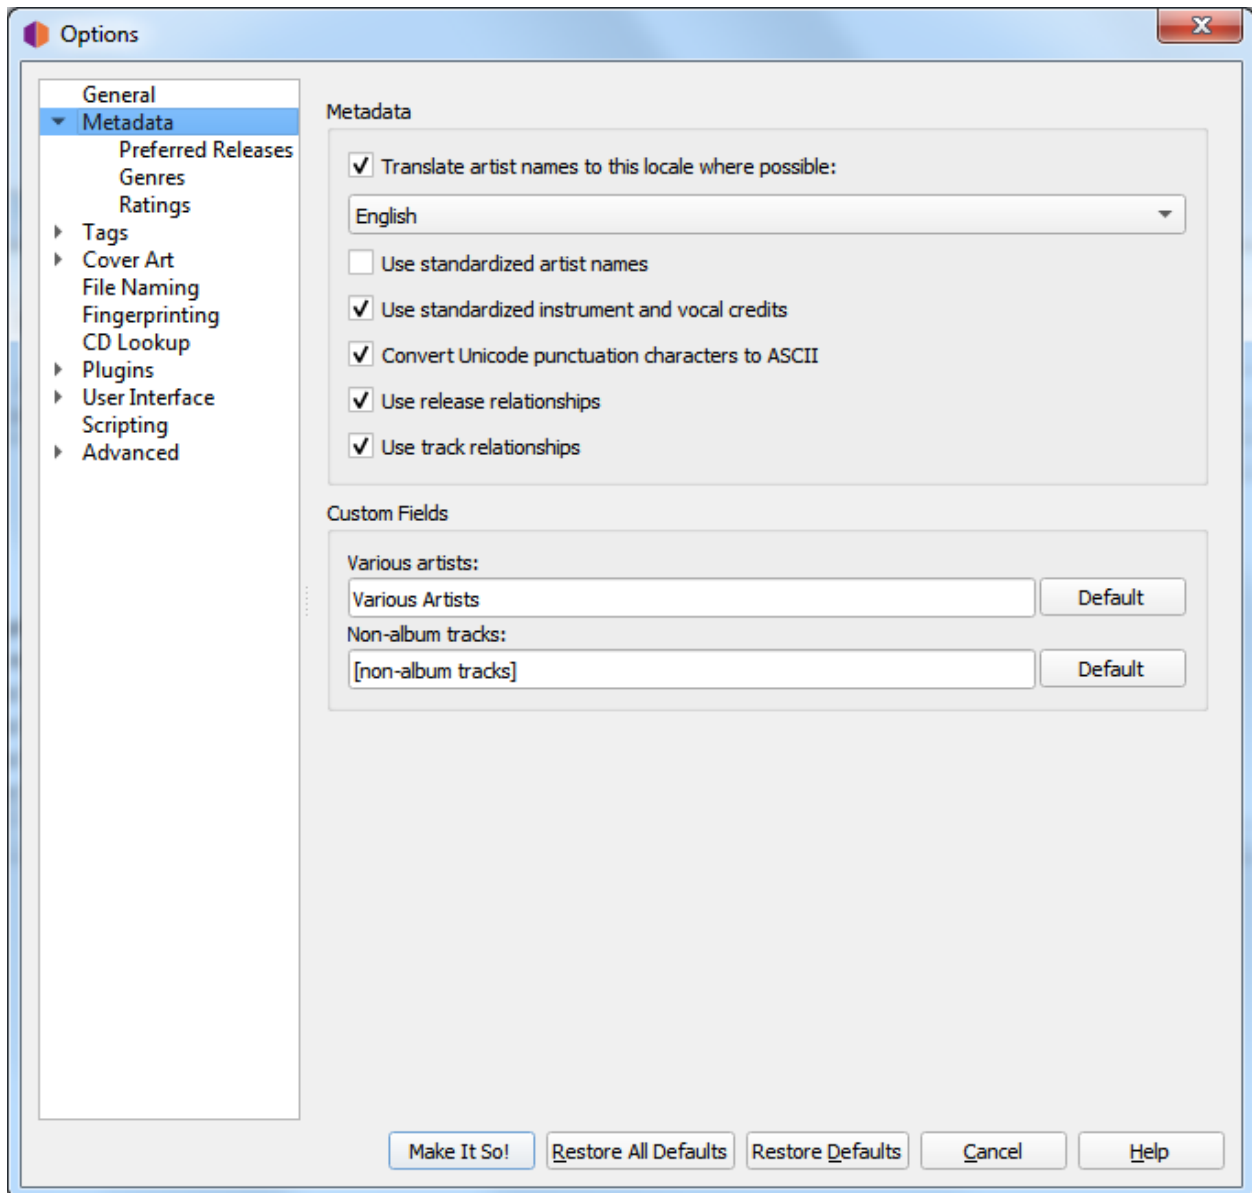 Options
General
Metadata
Preferred Releases
Genres
Ratings
Tags
Cover Art
File Naming
Fingerprinting
CD Lookup
Plugins
User Interface
Scripting
Advanced
Metadata
Translate artist names to this locale where possible:
English
Use standardized artist names
Use standardized instrument and vocal credits
Convert Unicode punctuation characters to ASCII
Use release relationships
Use track relationships
Custom Fields
Various artists:
Various Artists Default
Non-album tracks:
[non-album tracks] Default
Make It So! Restore All Defaults Restore Defaults Cancel Help